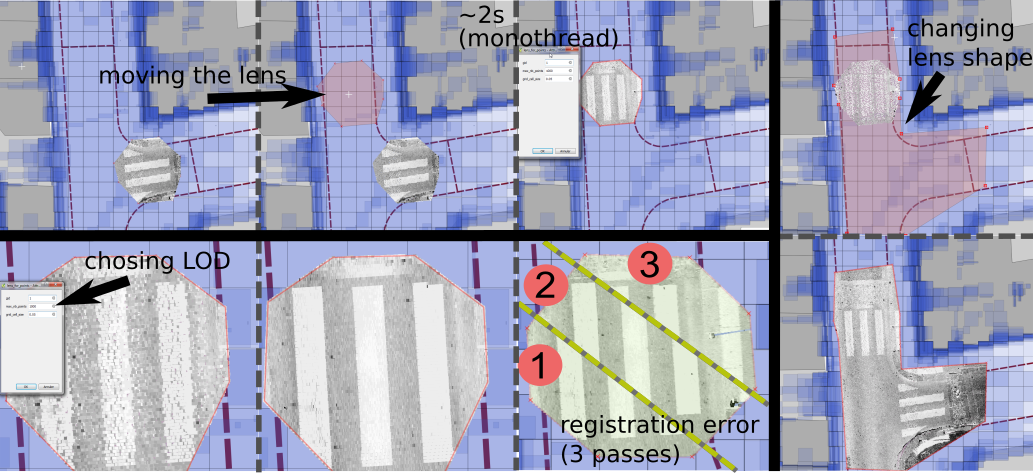 ~2s
(monothread)
moving the lens
changing
lens shape
chosing LOD
3
2
1
registration error
(3 passes)